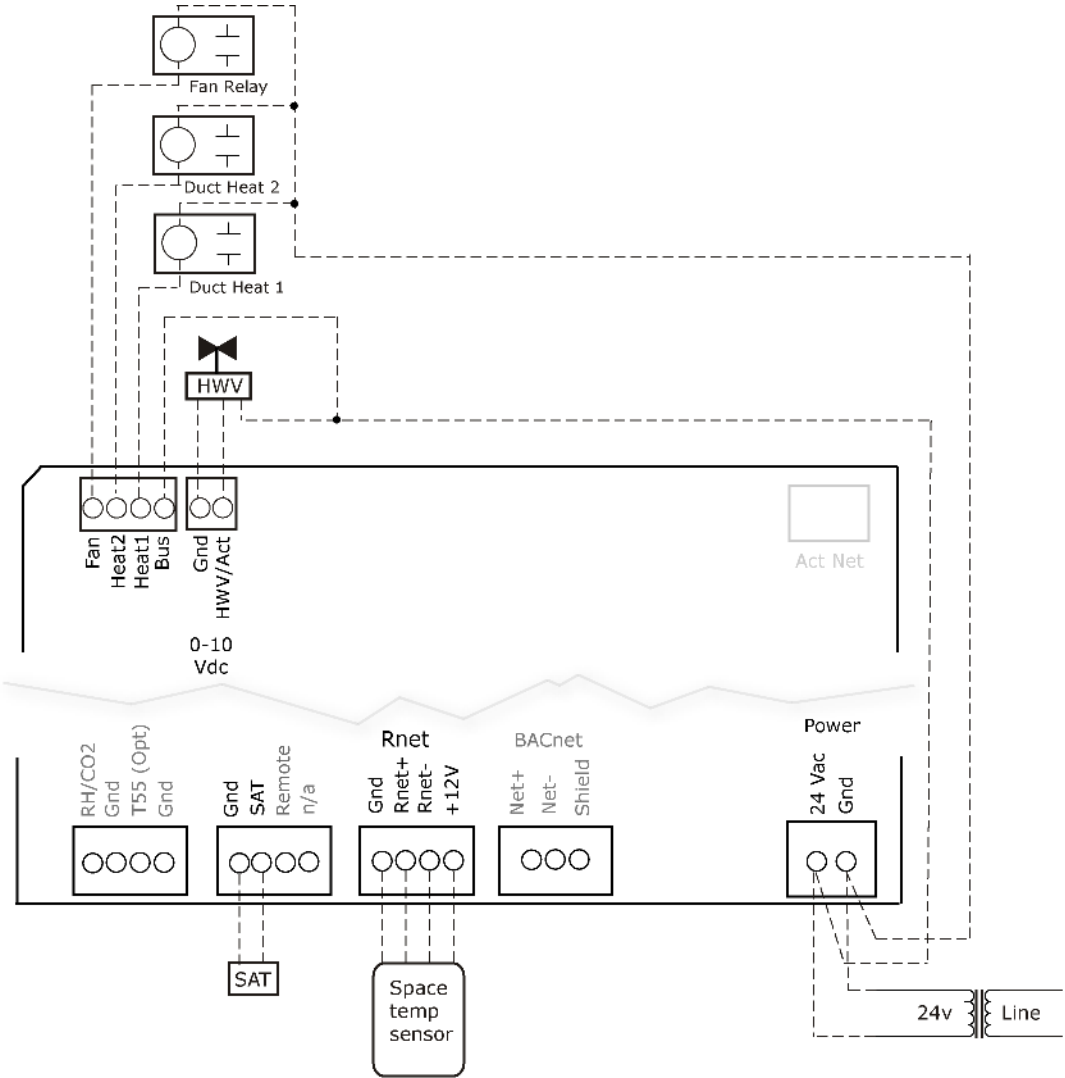 Fan Relay
Duct Heat 2
Duct Heat 1
HWV
Fan
Heat2
Heat1
Bus
Gnd
HWV/Act
0-10
Vdc
Act Net
RH/CO2
Gnd
T55 (Opt)
Gnd
Gnd
SAT
Remote
n/a
Rnet
Gnd
Rnet+
Rnet-
+12V
BACnet
Net+
Net-
Shield
Power
24 Vac
Gnd
SAT
Space
temp
sensor
24v
Line